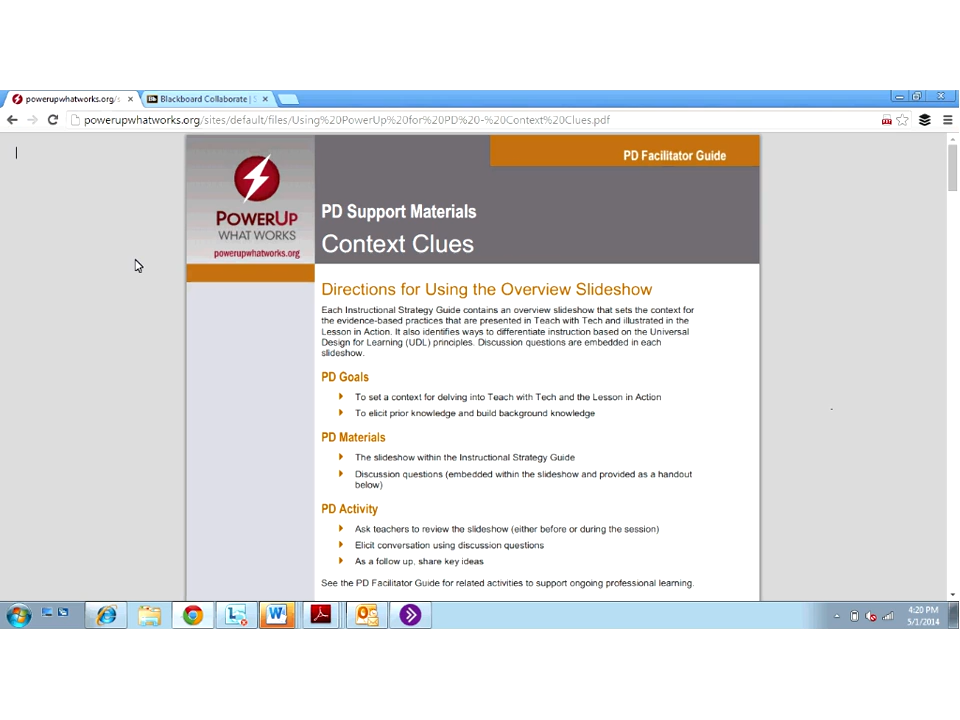 powerupwhatworks.org/s
Blackboard Collaborate | S
powerupwhatworks.org/sites/default/files/Using%20PowerUp%20for%20PD%20-%20Context%20Clues.pdf
PD Facilitator Guide
POWERUP
WHAT WORKS
powerupwhatworks.org
PD Support Materials
Context Clues
Directions for Using the Overview Slideshow
Each Instructional Strategy Guide contains an overview slideshow that sets the context for
the evidence-based practices that are presented in Teach with Tech and illustrated in the
Lesson in Action. It also identifies ways to differentiate instruction based on the Universal
Design for Learning (UDL) principles. Discussion questions are embedded in each
slideshow.
PD Goals
To set a context for delving into Teach with Tech and the Lesson in Action
To elicit prior knowledge and build background knowledge
PD Materials
The slideshow within the Instructional Strategy Guide
Discussion questions (embedded within the slideshow and provided as a handout
below)
PD Activity
Ask teachers to review the slideshow (either before or during the session)
Elicit conversation using discussion questions
As a follow up, share key ideas
See the PD Facilitator Guide for related activities to support ongoing professional learning.
4:20 PM
5/1/2014